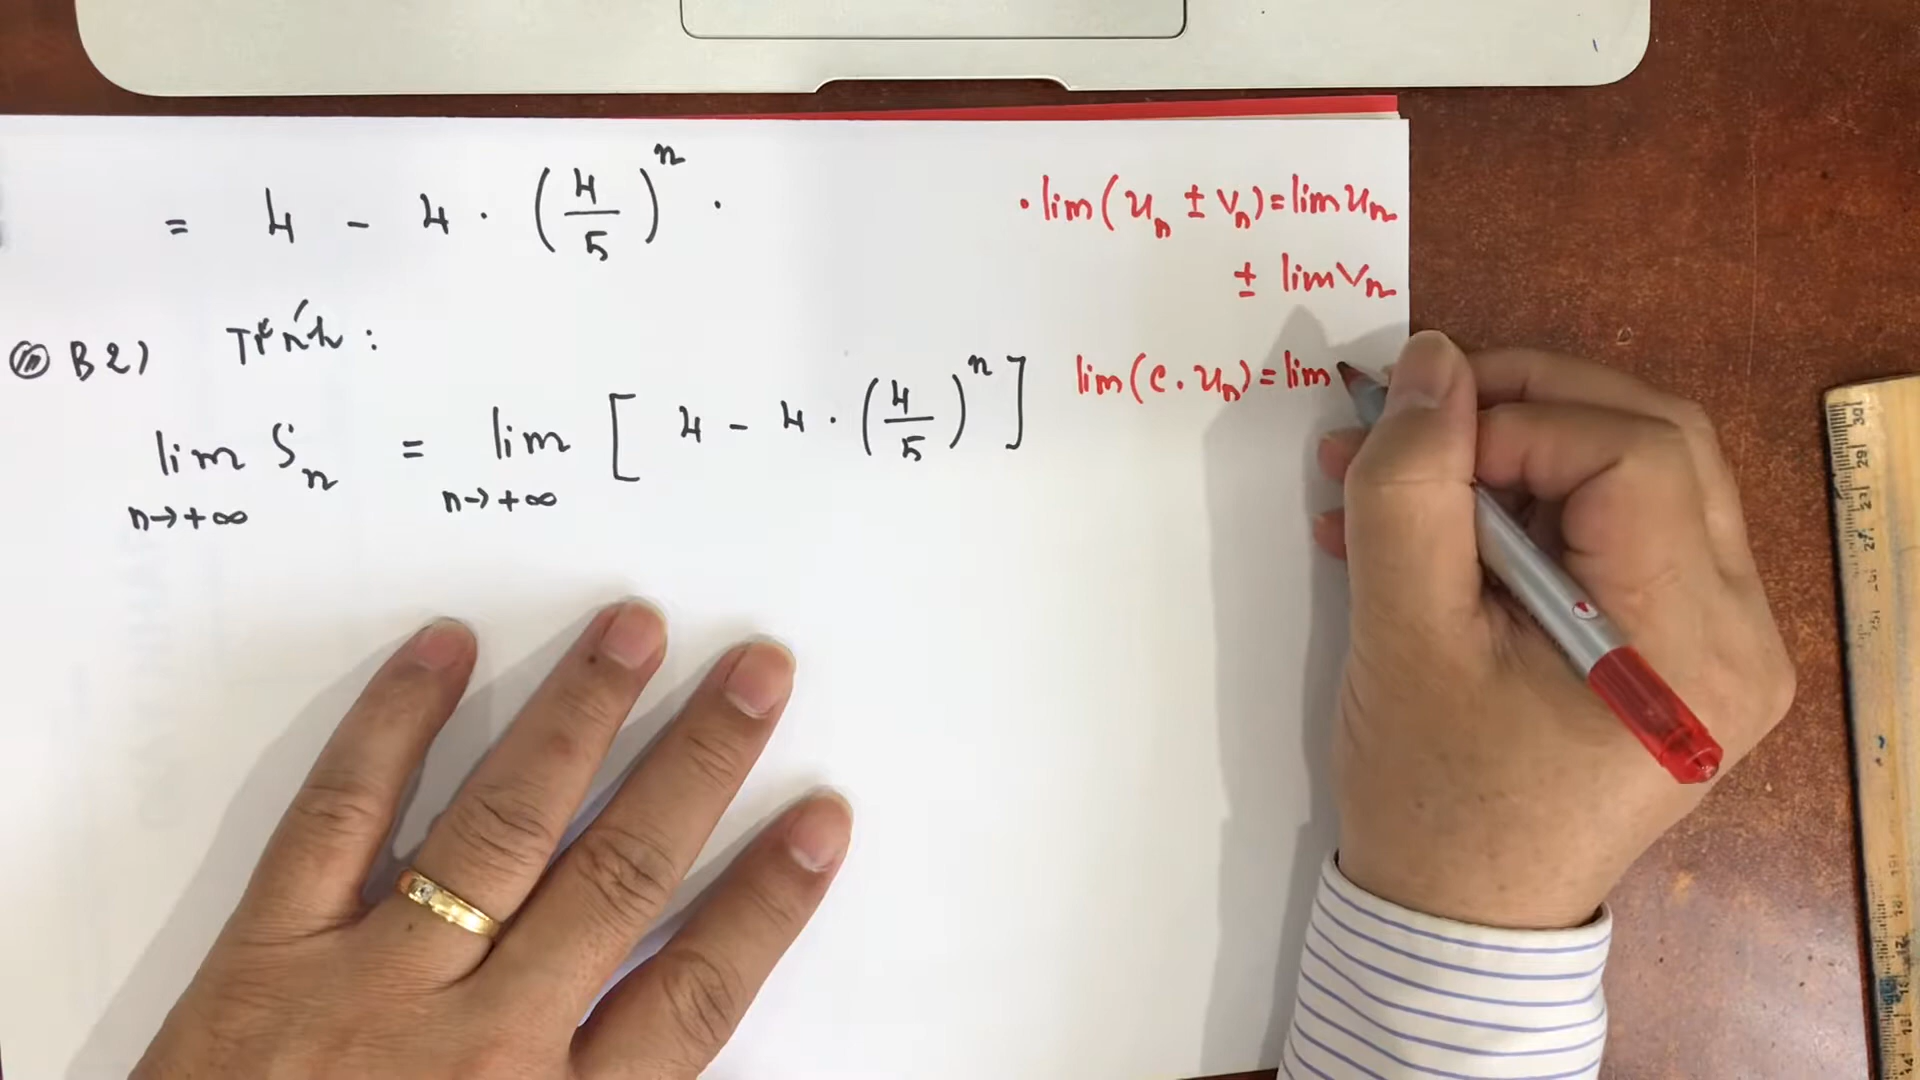 = 4 - 4 . (4/5)^n .
B2) Tính :
lim S_n = lim [ 4 - 4 . (4/5)^n ]
n→+∞ n→+∞
. lim(u_n ± v_n) = lim u_n
± lim v_n
lim(c . u_n) = lim